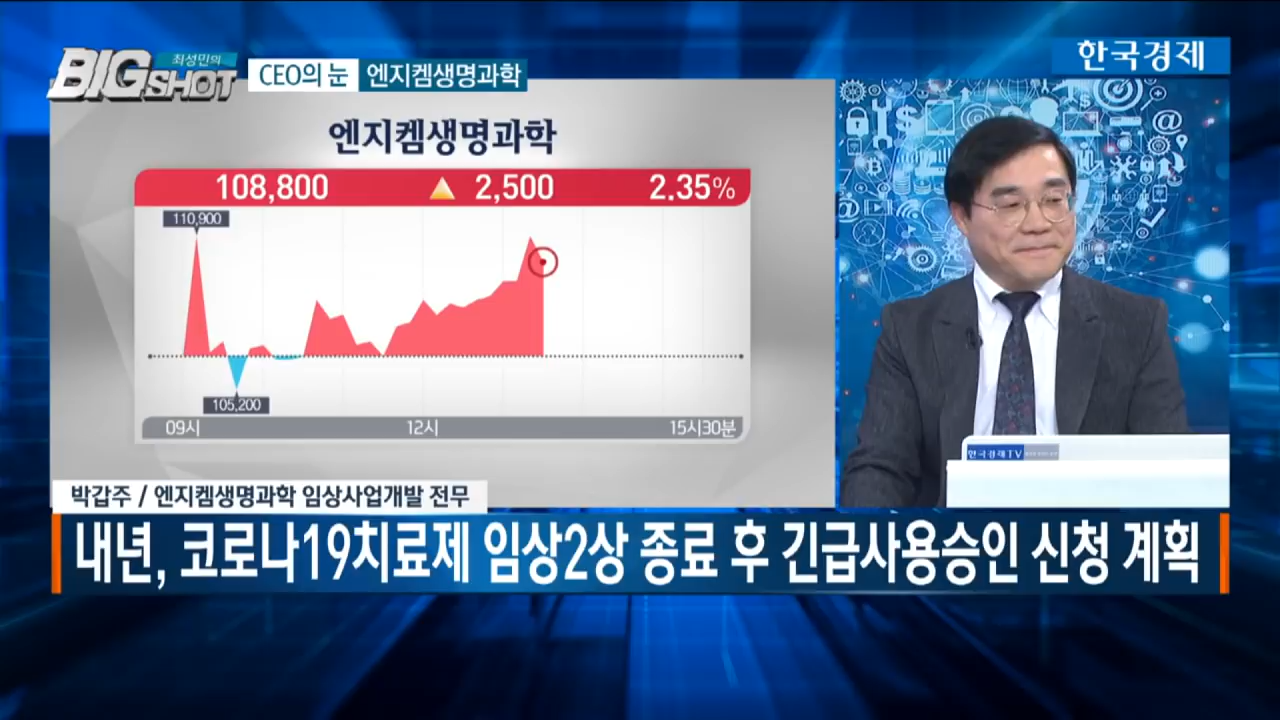 최성민의
BIG SHOT
CEO의 눈 엔지켐생명과학
한국경제
엔지켐생명과학
108,800 ▲ 2,500 2.35%
110,900
105,200
09시 12시 15시30분
한국경제TV
박갑주 / 엔지켐생명과학 임상사업개발 전무
내년, 코로나19치료제 임상2상 종료 후 긴급사용승인 신청 계획